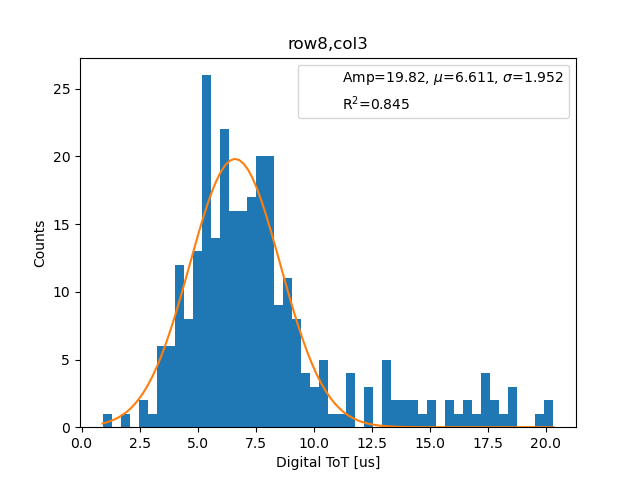 row8,col3
Amp=19.82, μ=6.611, σ=1.952
R²=0.845
Counts
25
20
15
10
5
0
0.0 2.5 5.0 7.5 10.0 12.5 15.0 17.5 20.0
Digital ToT [us]